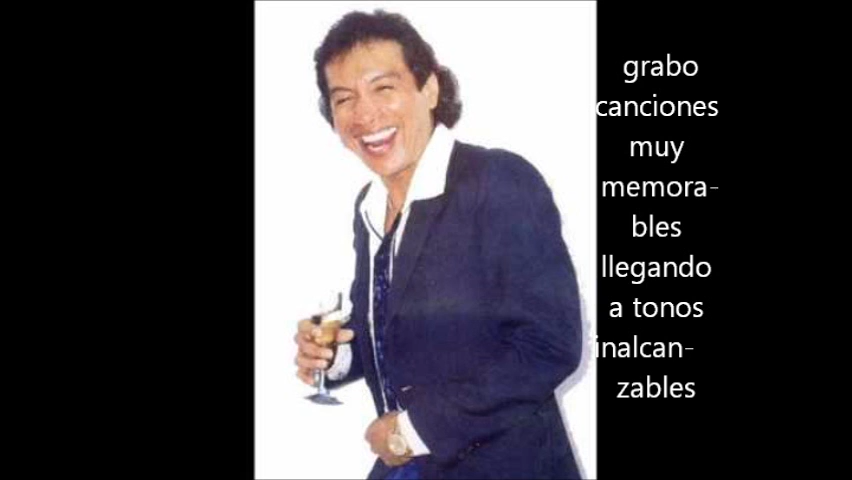 grabo
canciones
muy
memora-
bles
llegando
a tonos
inalcan-
zables